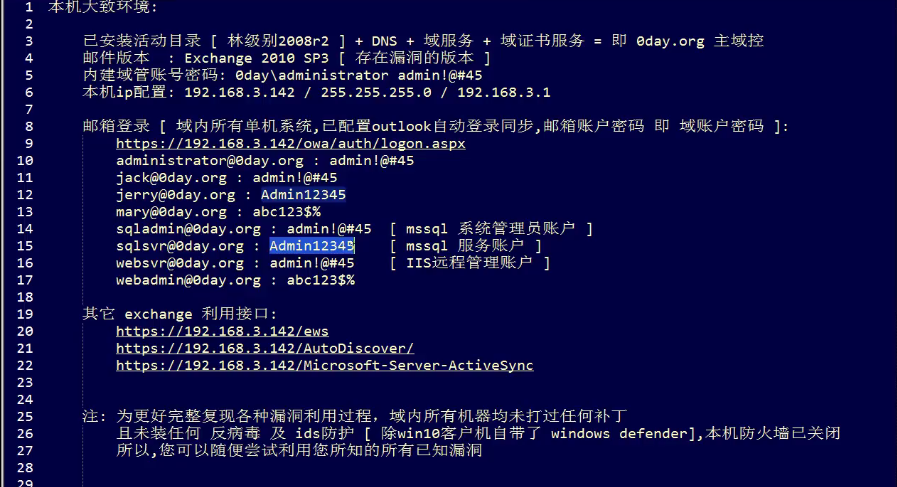 1 本机大致环境:
2
3 已安装活动目录 [ 林级别2008r2 ] + DNS + 域服务 + 域证书服务 = 即 0day.org 主域控
4 邮件版本 : Exchange 2010 SP3 [ 存在漏洞的版本 ]
5 内建域管账号密码: 0day\administrator admin!@#45
6 本机ip配置: 192.168.3.142 / 255.255.255.0 / 192.168.3.1
7
8 邮箱登录 [ 域内所有单机系统,已配置outlook自动登录同步,邮箱账户密码 即 域账户密码 ]:
9 https://192.168.3.142/owa/auth/logon.aspx
10 administrator@0day.org : admin!@#45
11 jack@0day.org : admin!@#45
12 jerry@0day.org : Admin12345
13 mary@0day.org : abc123$%
14 sqladmin@0day.org : admin!@#45 [ mssql 系统管理员账户 ]
15 sqlsvr@0day.org : Admin12345 [ mssql 服务账户 ]
16 websvr@0day.org : admin!@#45 [ IIS远程管理账户 ]
17 webadmin@0day.org : abc123$%
18
19 其它 exchange 利用接口:
20 https://192.168.3.142/ews
21 https://192.168.3.142/AutoDiscover/
22 https://192.168.3.142/Microsoft-Server-ActiveSync
23
24
25 注: 为更好完整复现各种漏洞利用过程, 域内所有机器均未打过任何补丁
26 且未装任何 反病毒 及 ids防护 [ 除win10客户机自带了 windows defender],本机防火墙已关闭
27 所以,您可以随便尝试利用您所知的所有已知漏洞
28
29